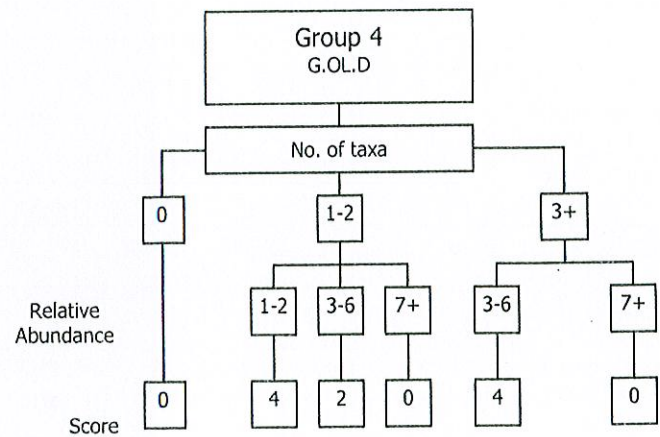 Group 4
G.OL.D
No. of taxa
0 1-2 3+
Relative
Abundance
1-2 3-6 7+ 3-6 7+
Score
0 4 2 0 4 0